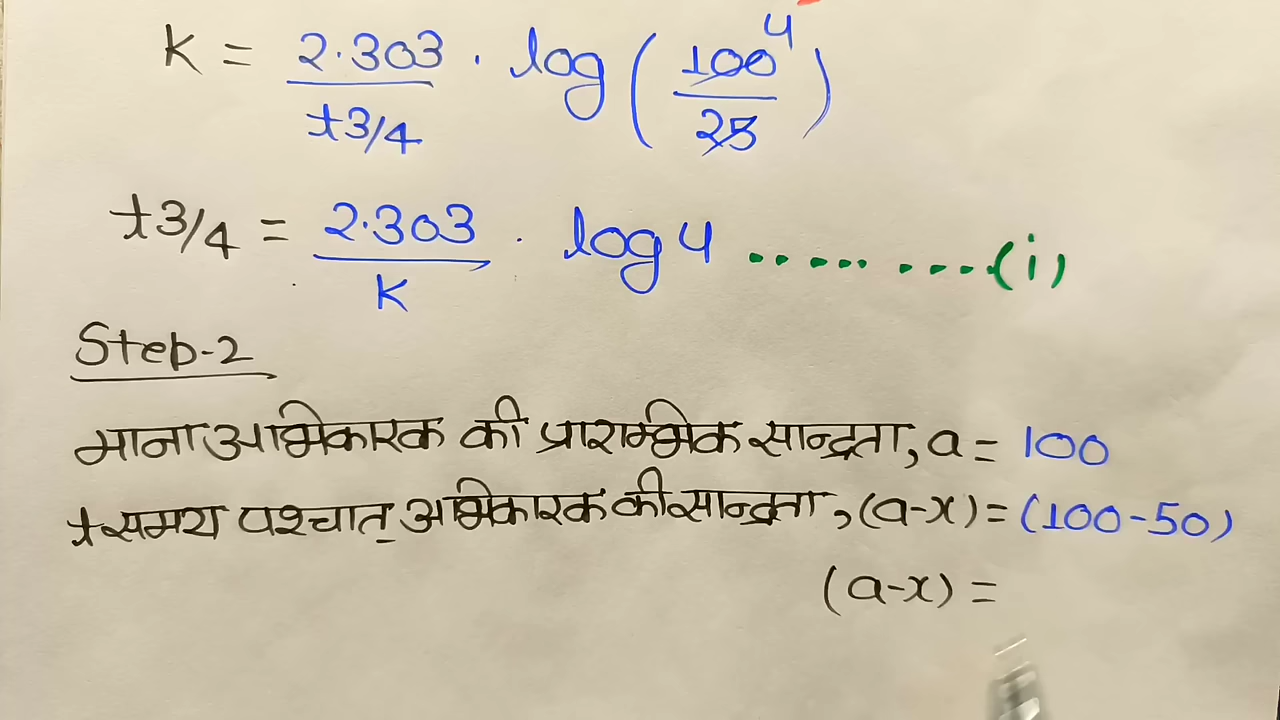 K = 2.303/t3/4 . log(100/25) 4
t3/4 = 2.303/K . log 4 ...... ....(i)
Step-2
माना अभिकारक की प्रारम्भिक सान्द्रता, a = 100
t समय पश्चात् अभिकारक की सान्द्रता, (a-x) = (100-50)
(a-x) =